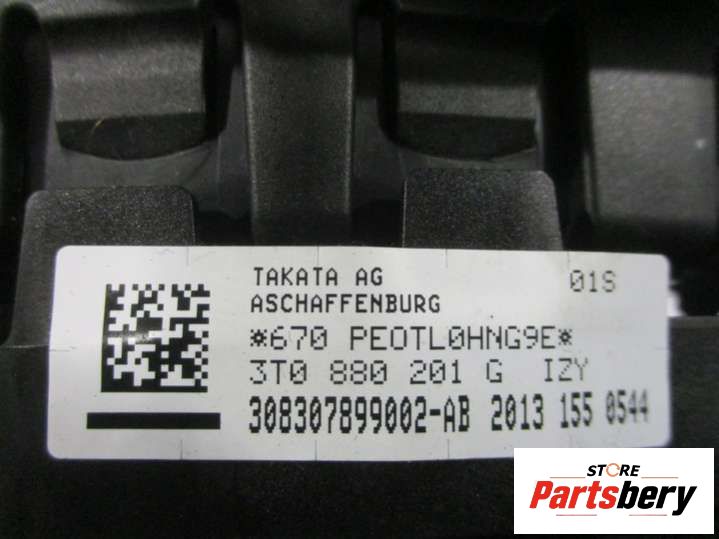 TAKATA AG 01S
ASCHAFFENBURG
*670 PEOTL0HNG9E*
3T0 880 201 G IZY
308307899002-AB 2013 155 0544
STORE
Partsbery